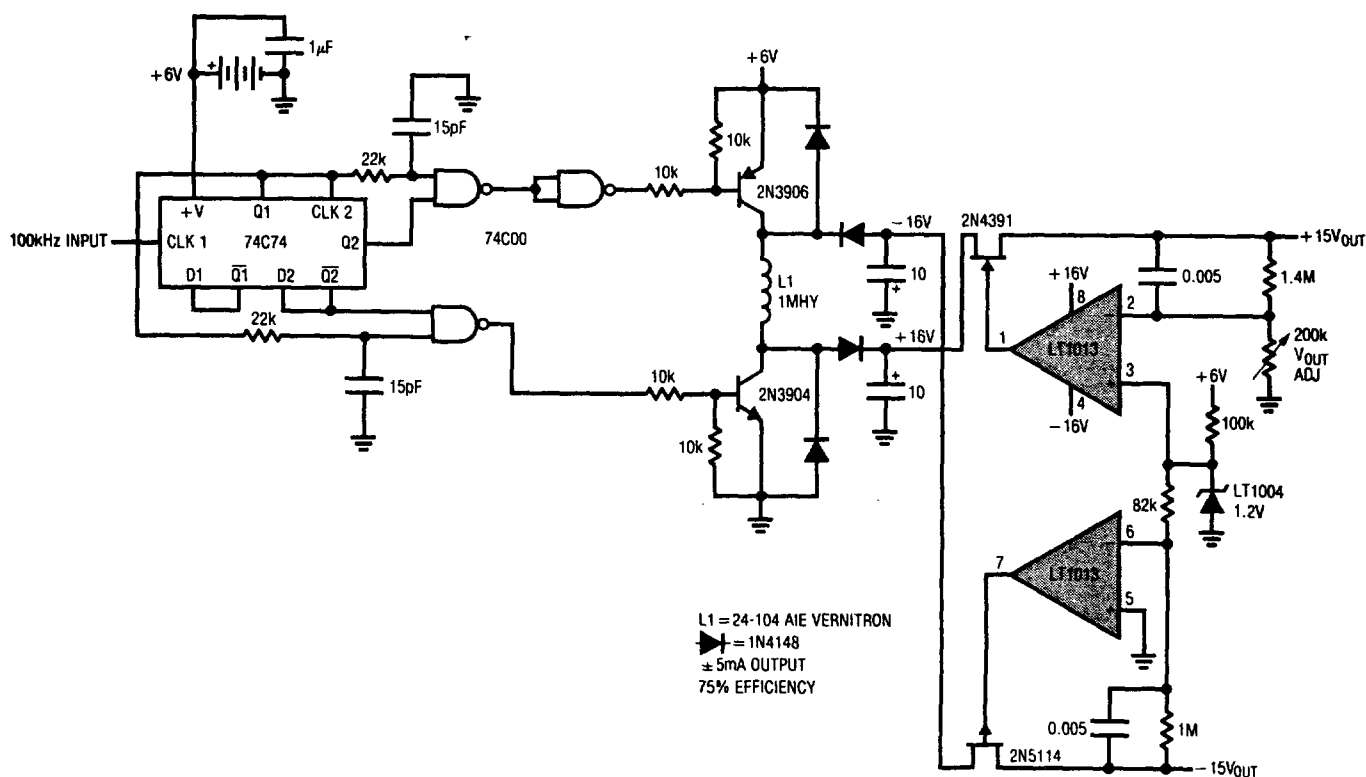 1μF
+6V
+
15pF
22k
+V
Q1
CLK 2
100kHz INPUT
CLK 1
74C74
Q2
D1
Q1
D2
Q2
74C00
22k
15pF
10k
10k
+6V
2N3906
L1
1MHY
10k
10k
2N3904
-16V
10
+
+16V
+
10
2N4391
+15VOUT
0.005
1.4M
+16V
8
2
1
LT1013
3
4
-16V
200k
VOUT
ADJ
+6V
100k
82k
LT1004
1.2V
6
7
LT1013
5
L1 = 24-104 AIE VERNITRON
= 1N4148
±5mA OUTPUT
75% EFFICIENCY
0.005
1M
2N5114
-15VOUT